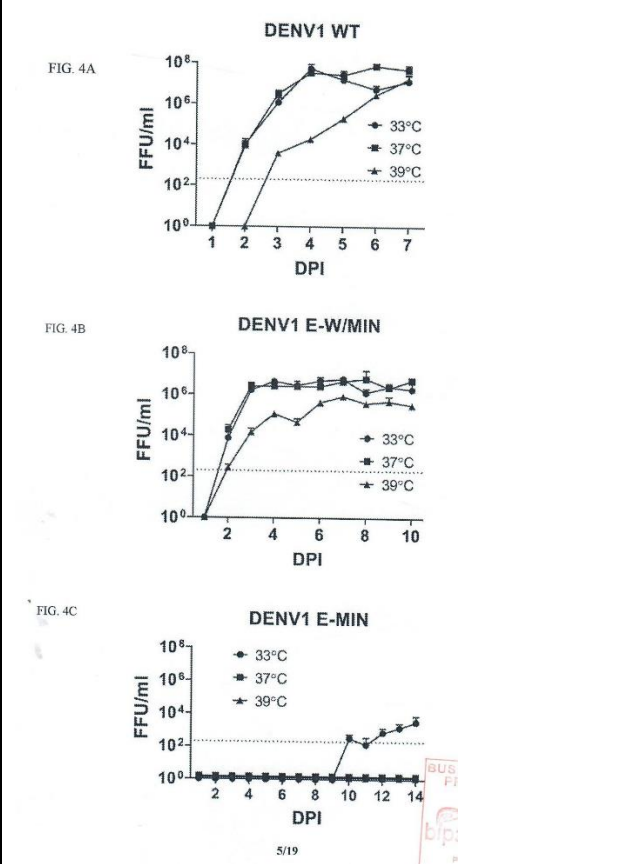 DENV1 WT
FIG. 4A
10⁸
10⁶
10⁴
10²
10⁰
FFU/ml
33°C
37°C
39°C
1 2 3 4 5 6 7
DPI
FIG. 4B
DENV1 E-W/MIN
10⁸
10⁶
10⁴
10²
10⁰
FFU/ml
33°C
37°C
39°C
2 4 6 8 10
DPI
FIG. 4C
DENV1 E-MIN
10⁸
10⁶
10⁴
10²
10⁰
FFU/ml
33°C
37°C
39°C
2 4 6 8 10 12 14
DPI
BUS
5/19